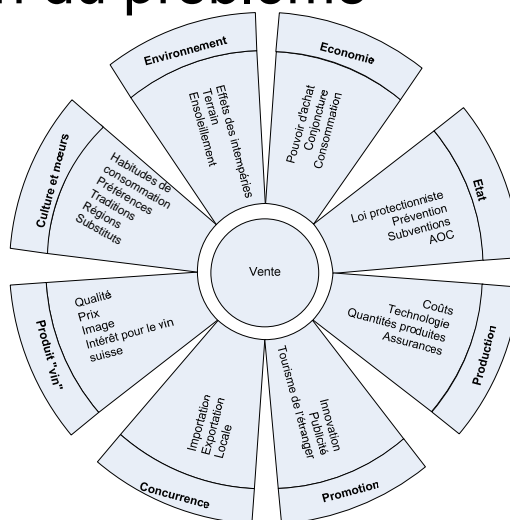 du problème
Environnement
Effets des intempéries
Terrain
Ensoleillement
Economie
Pouvoir d'achat
Conjoncture
Consommation
Etat
Loi protectionniste
Prévention
Subventions
AOC
Production
Coûts
Technologie
Quantités produites
Assurances
Promotion
Innovation
Publicité
Tourisme de l'étranger
Concurrence
Importation
Exportation
Locale
Produit "vin"
Qualité
Prix
Image
Intérêt pour le vin
suisse
Culture et mœurs
Habitudes de
consommation
Préférences
Traditions
Régions
Substituts
Vente